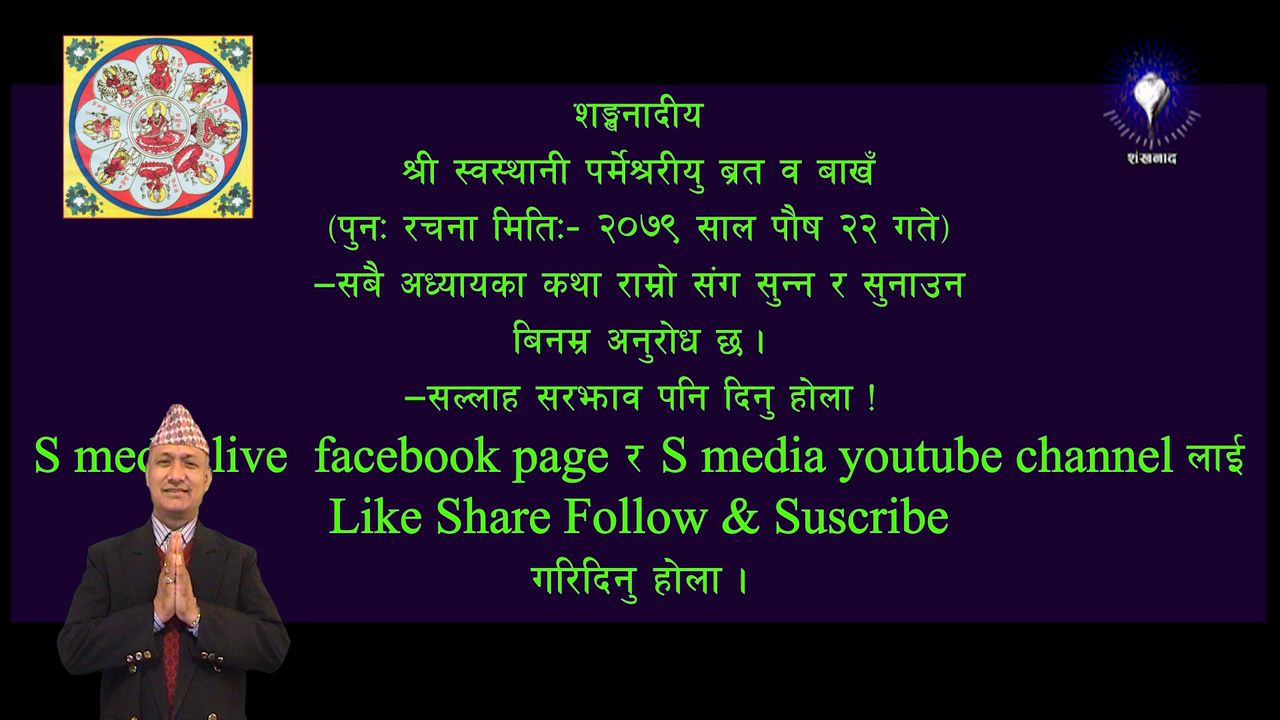 शङ्खनादीय
श्री स्वस्थानी पर्मेश्वरीयु ब्रत व बाखँ
(पुनः रचना मितिः- २०७९ साल पौष २२ गते)
–सबै अध्यायका कथा राम्रो संग सुन्न र सुनाउन
बिनम्र अनुरोध छ ।
–सल्लाह सरझाव पनि दिनु होला !
S media live facebook page र S media youtube channel लाई
Like Share Follow & Suscribe
गरिदिनु होला ।
शंखनाद